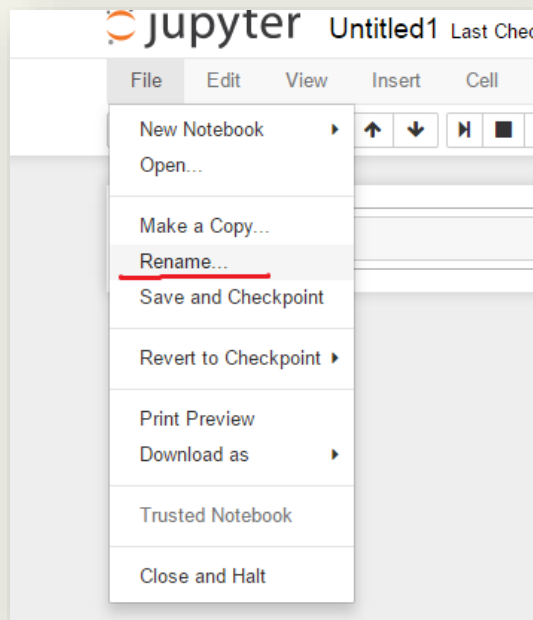 jupyter Untitled1 Last Chec
File Edit View Insert Cell
New Notebook
Open...
Make a Copy...
Rename...
Save and Checkpoint
Revert to Checkpoint
Print Preview
Download as
Trusted Notebook
Close and Halt